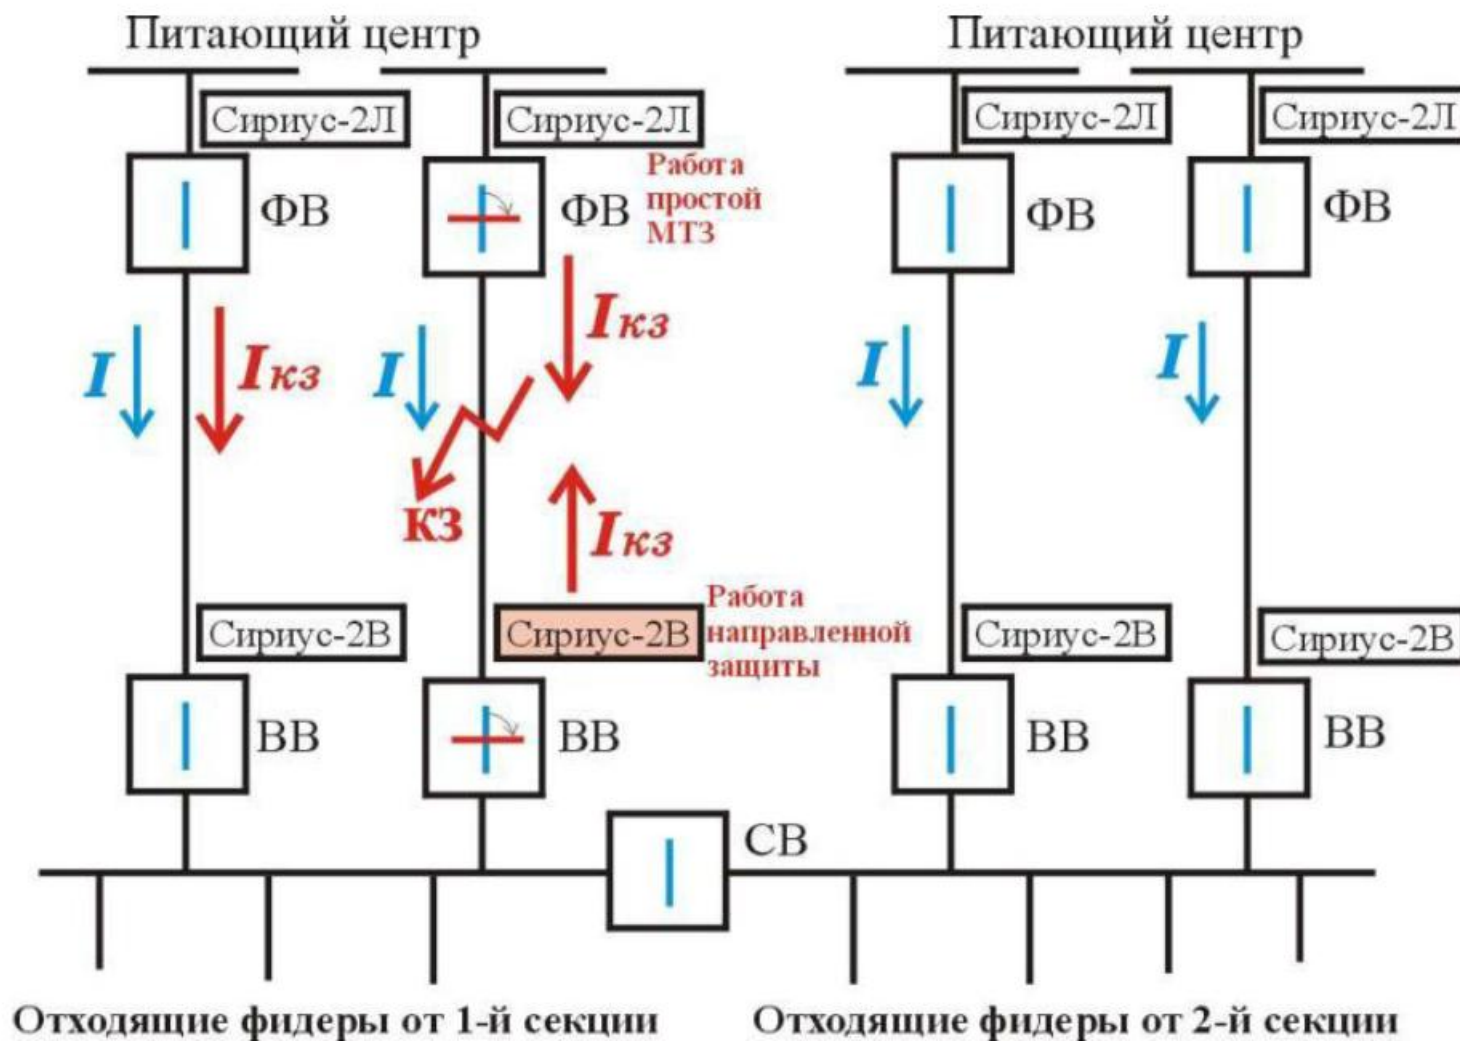 Питающий центр
Питающий центр
Сириус-2Л
Сириус-2Л
Сириус-2Л
Сириус-2Л
ФВ
ФВ
Работа
простой
МТЗ
ФВ
ФВ
I
Iкз
I
Iкз
I
I
КЗ
Iкз
Сириус-2В
Сириус-2В
Работа
направленной
защиты
Сириус-2В
Сириус-2В
ВВ
ВВ
ВВ
ВВ
СВ
Отходящие фидеры от 1-й секции
Отходящие фидеры от 2-й секции